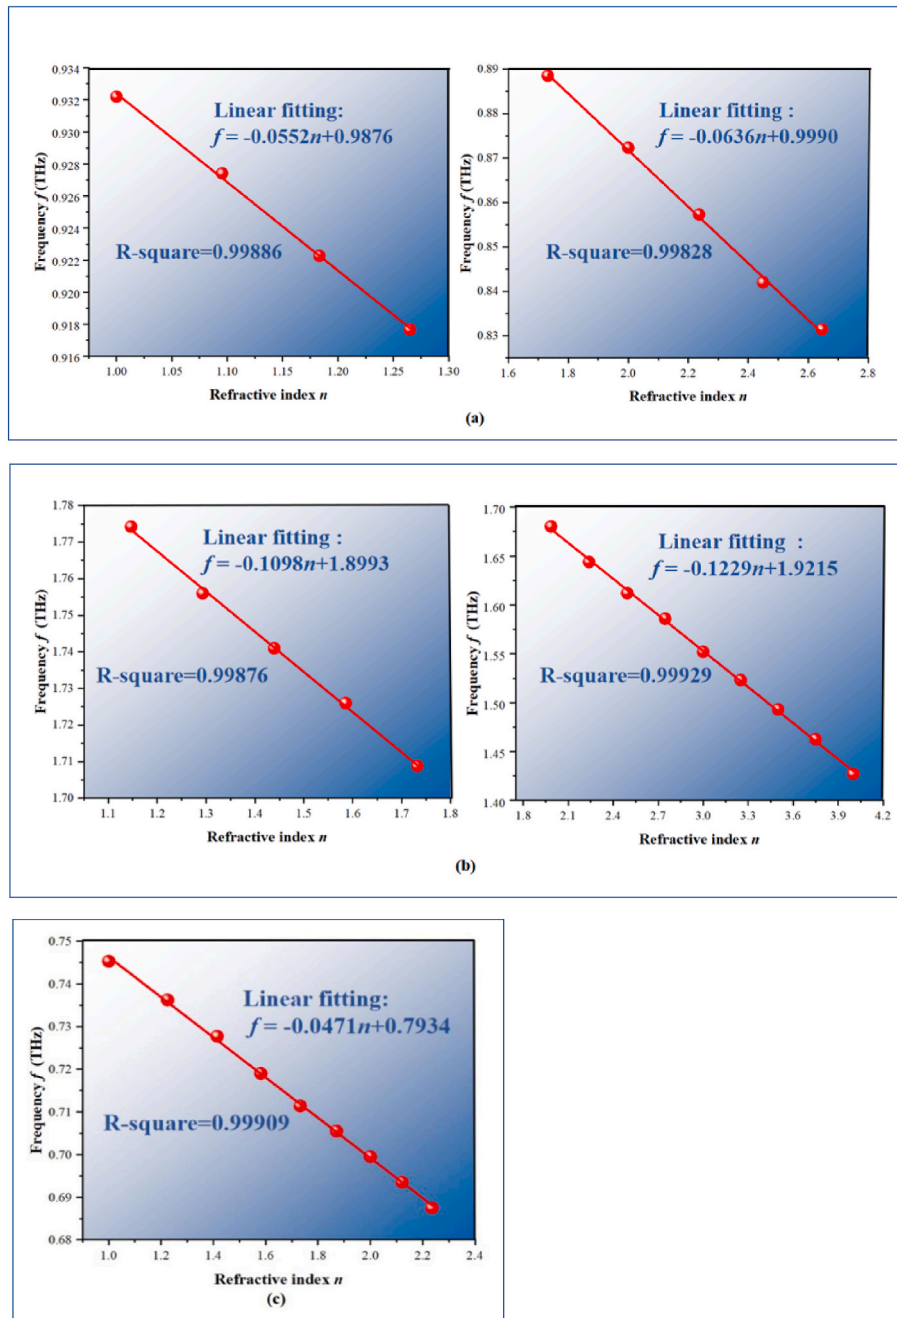 0.934
0.932
0.930
0.928
0.926
0.924
0.922
0.920
0.918
0.916
Frequency f (THz)
Linear fitting:
f = -0.0552n+0.9876
R-square=0.99886
1.00 1.05 1.10 1.15 1.20 1.25 1.30
Refractive index n
0.89
0.88
0.87
0.86
0.85
0.84
0.83
Frequency f (THz)
Linear fitting :
f = -0.0636n+0.9990
R-square=0.99828
1.6 1.8 2.0 2.2 2.4 2.6 2.8
Refractive index n
(a)
1.78
1.77
1.76
1.75
1.74
1.73
1.72
1.71
1.70
Frequency f (THz)
Linear fitting :
f = -0.1098n+1.8993
R-square=0.99876
1.1 1.2 1.3 1.4 1.5 1.6 1.7 1.8
Refractive index n
1.70
1.65
1.60
1.55
1.50
1.45
1.40
Frequency f (THz)
Linear fitting :
f = -0.1229n+1.9215
R-square=0.99929
1.8 2.1 2.4 2.7 3.0 3.3 3.6 3.9 4.2
Refractive index n
(b)
0.75
0.74
0.73
0.72
0.71
0.70
0.69
0.68
Frequency f (THz)
Linear fitting:
f = -0.0471n+0.7934
R-square=0.99909
1.0 1.2 1.4 1.6 1.8 2.0 2.2 2.4
Refractive index n
(c)